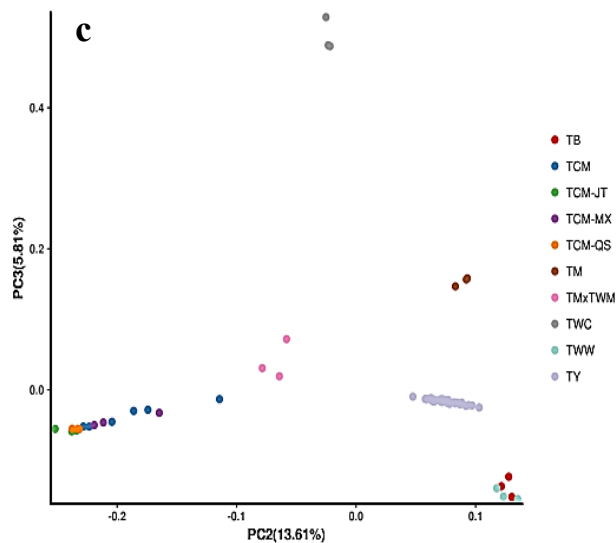 c
0.4
0.2
0.0
PC3(5.81%)
-0.2
-0.1
0.0
0.1
PC2(13.61%)
TB
TCM
TCM-JT
TCM-MX
TCM-QS
TM
TMxTWM
TWC
TWW
TY